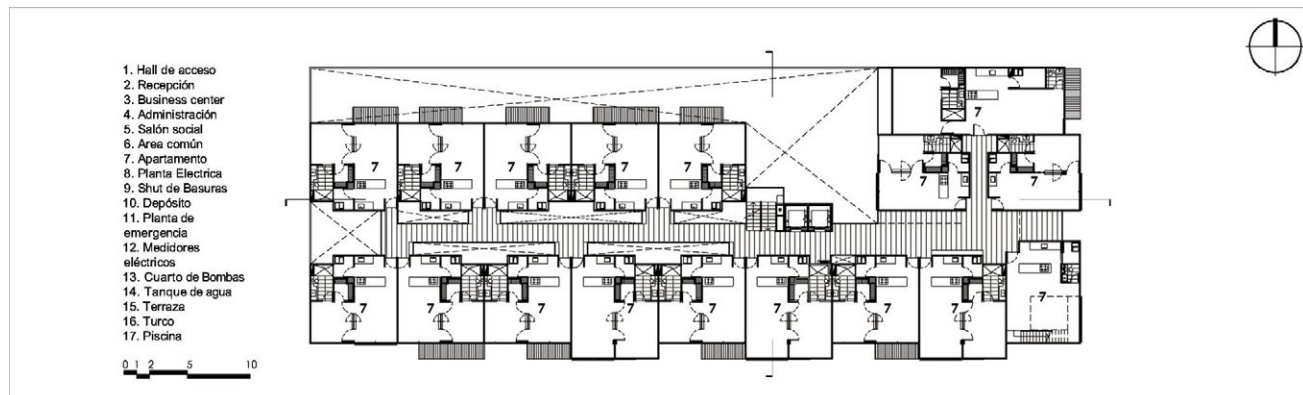 1. Hall de acceso
2. Recepción
3. Business center
4. Administración
5. Salón social
6. Area común
7. Apartamento
8. Planta Electrica
9. Shut de Basuras
10. Depósito
11. Planta de
emergencia
12. Medidores
eléctricos
13. Cuarto de Bombas
14. Tanque de agua
15. Terraza
16. Turco
17. Piscina
0 1 2 5 10
7
7 7 7 7 7
7 7
7 7 7 7 7 7 7 7 7